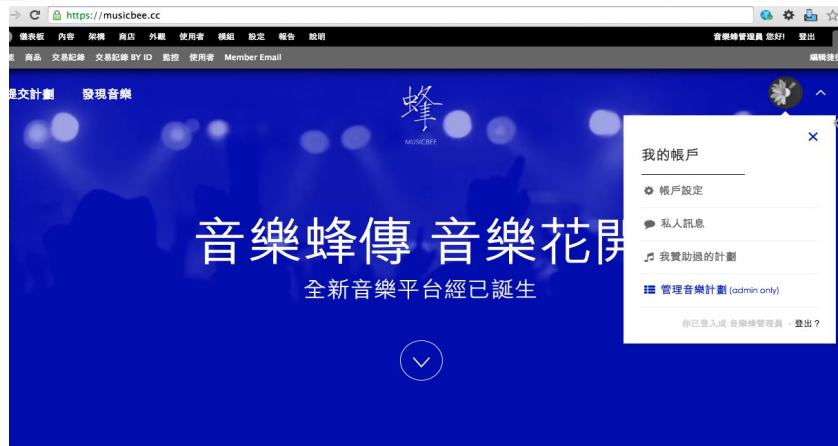 https://musicbee.cc
儀表板 內容 架構 商店 外觀 使用者 模組 設定 報告 說明 音樂蜂管理員 您好! 登出
商品 交易記錄 交易記錄 BY ID 監控 使用者 Member Email 編輯捷
提交計劃 發現音樂
蜂
MUSICBEE
我的帳戶
帳戶設定
私人訊息
我贊助過的計劃
管理音樂計劃 (admin only)
你已登入成 音樂蜂管理員 · 登出？
音樂蜂傳 音樂花開
全新音樂平台經已誕生